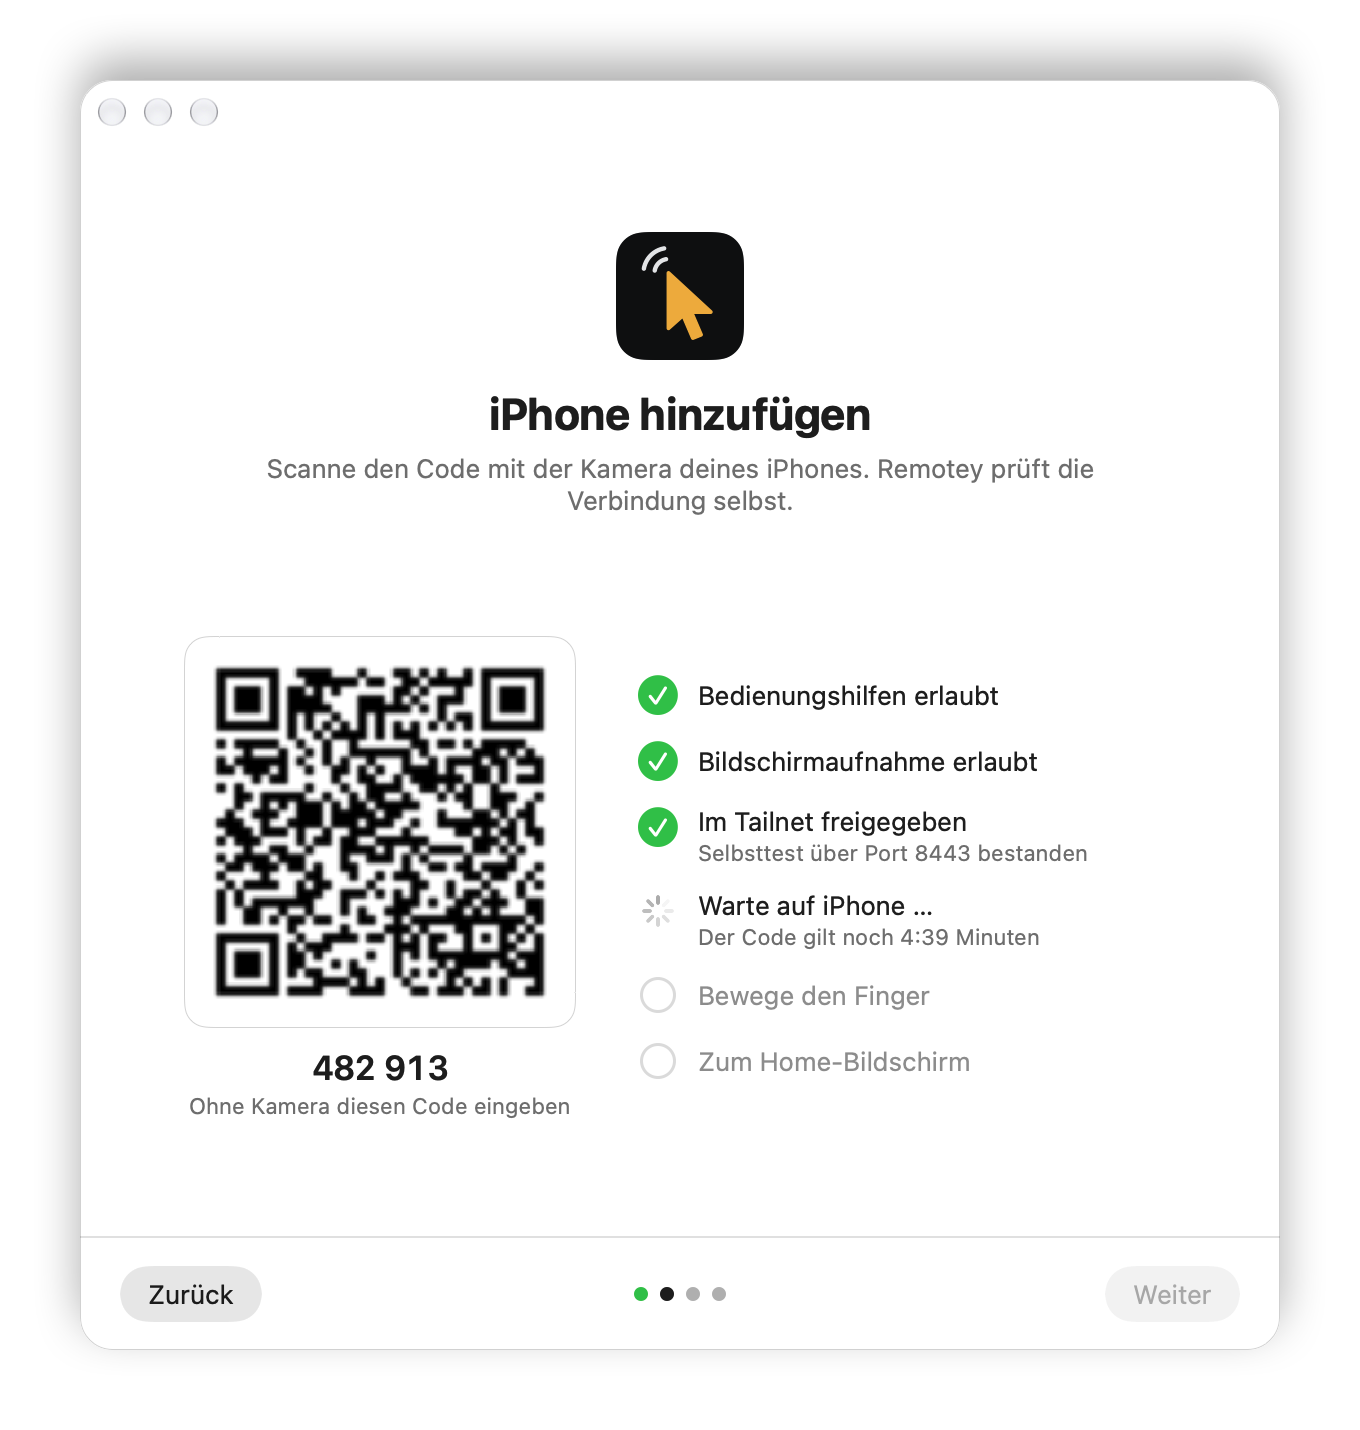 iPhone hinzufügen
Scanne den Code mit der Kamera deines iPhones. Remotey prüft die
Verbindung selbst.
482 913
Ohne Kamera diesen Code eingeben
Bedienungshilfen erlaubt
Bildschirmaufnahme erlaubt
Im Tailnet freigegeben
Selbsttest über Port 8443 bestanden
Warte auf iPhone ...
Der Code gilt noch 4:39 Minuten
Bewege den Finger
Zum Home-Bildschirm
Zurück
Weiter